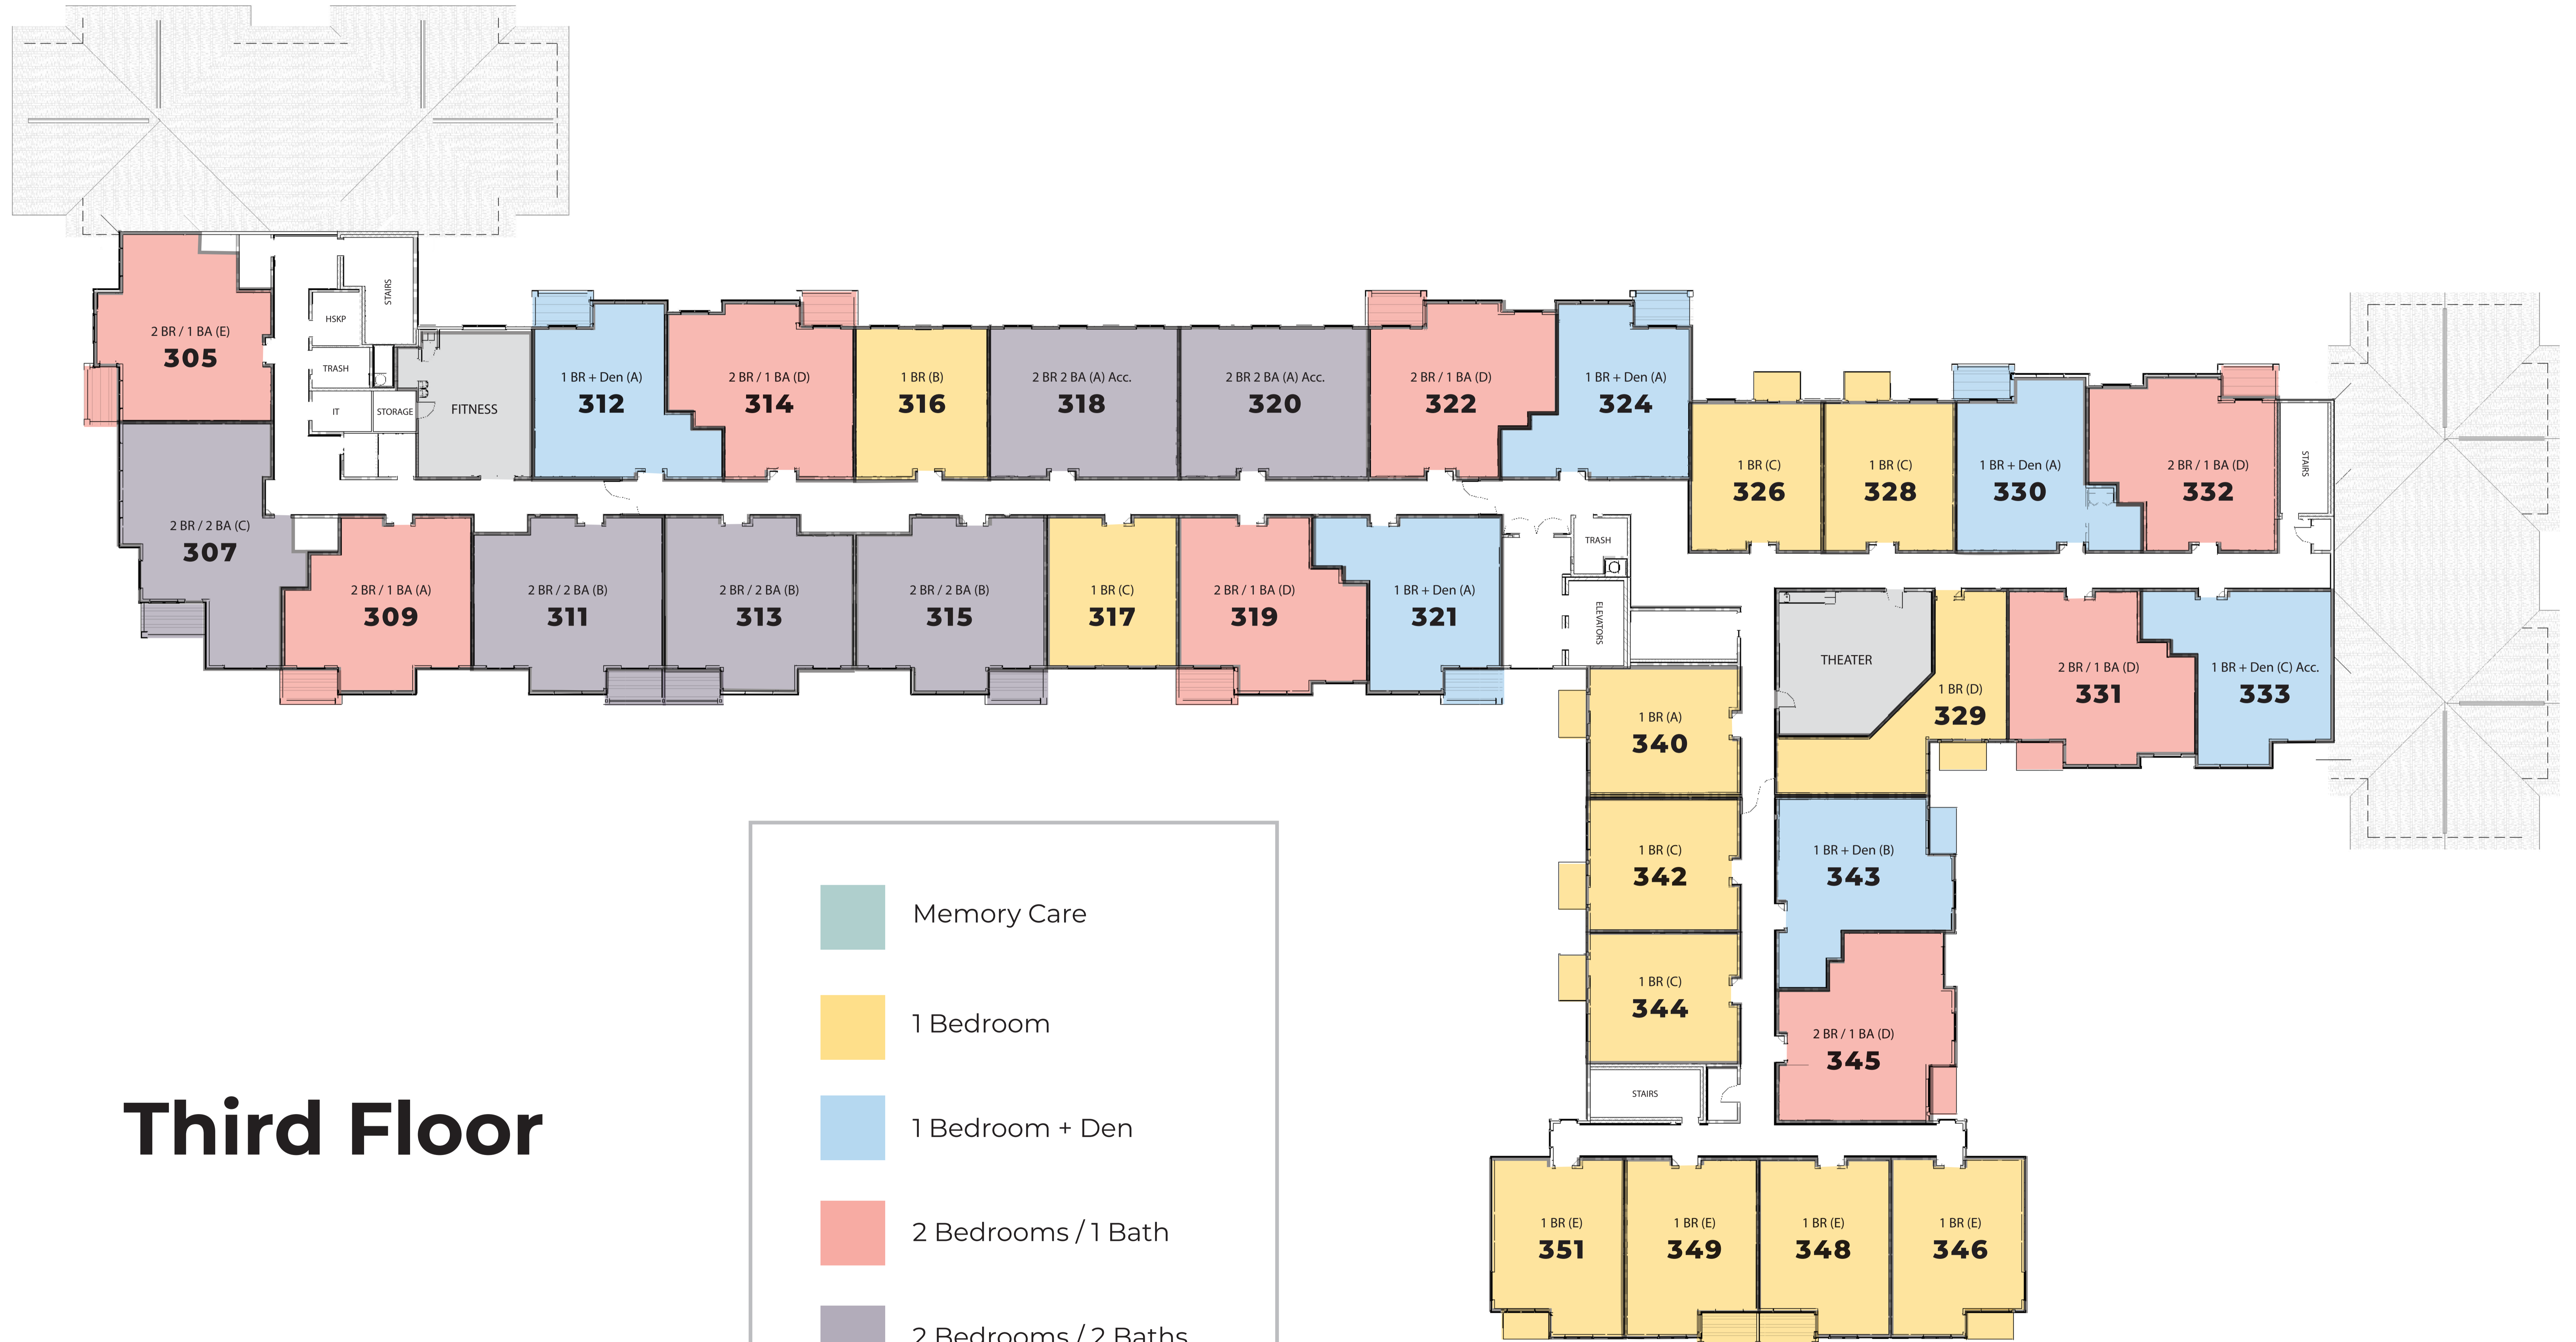 2 BR / 1 BA (E)
305
HSKP
STAIRS
TRASH
IT
STORAGE
FITNESS
1 BR + Den (A)
312
2 BR / 1 BA (D)
314
1 BR (B)
316
2 BR 2 BA (A) Acc.
318
2 BR 2 BA (A) Acc.
320
2 BR / 1 BA (D)
322
1 BR + Den (A)
324
1 BR (C)
326
1 BR (C)
328
1 BR + Den (A)
330
2 BR / 1 BA (D)
332
STAIRS
2 BR / 2 BA (C)
307
2 BR / 1 BA (A)
309
2 BR / 2 BA (B)
311
2 BR / 2 BA (B)
313
2 BR / 2 BA (B)
315
1 BR (C)
317
2 BR / 1 BA (D)
319
1 BR + Den (A)
321
TRASH
ELEVATORS
THEATER
1 BR (D)
329
2 BR / 1 BA (D)
331
1 BR + Den (C) Acc.
333
1 BR (A)
340
1 BR (C)
342
1 BR + Den (B)
343
1 BR (C)
344
2 BR / 1 BA (D)
345
STAIRS
1 BR (E)
351
1 BR (E)
349
1 BR (E)
348
1 BR (E)
346
Third Floor
Memory Care
1 Bedroom
1 Bedroom + Den
2 Bedrooms / 1 Bath
2 Bedrooms / 2 Baths